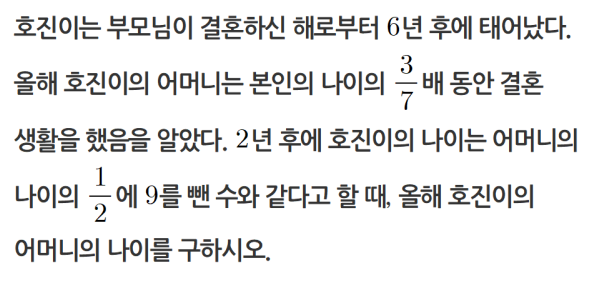 호진이는 부모님이 결혼하신 해로부터 6년 후에 태어났다.
올해 호진이의 어머니는 본인의 나이의 3/7배 동안 결혼
생활을 했음을 알았다. 2년 후에 호진이의 나이는 어머니의
나이의 1/2에 9를 뺀 수와 같다고 할 때, 올해 호진이의
어머니의 나이를 구하시오.